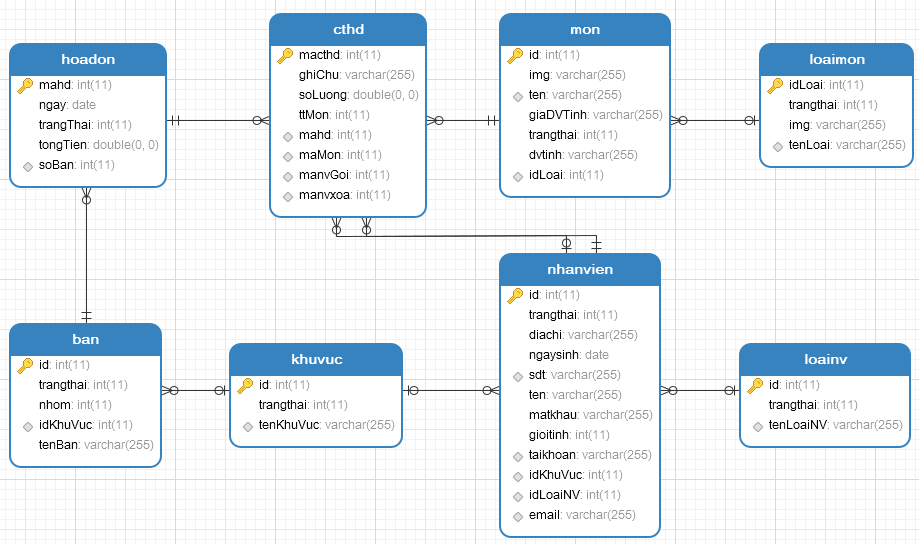 hoadon
mahd: int(11)
ngay: date
trangThai: int(11)
tongTien: double(0, 0)
soBan: int(11)
cthd
macthd: int(11)
ghiChu: varchar(255)
soLuong: double(0, 0)
ttMon: int(11)
mahd: int(11)
maMon: int(11)
manvGoi: int(11)
manvxoa: int(11)
mon
id: int(11)
img: varchar(255)
ten: varchar(255)
giaDVTinh: varchar(255)
trangthai: int(11)
dvtinh: varchar(255)
idLoai: int(11)
loaimon
idLoai: int(11)
trangthai: int(11)
img: varchar(255)
tenLoai: varchar(255)
ban
id: int(11)
trangthai: int(11)
nhom: int(11)
idKhuVuc: int(11)
tenBan: varchar(255)
khuvuc
id: int(11)
trangthai: int(11)
tenKhuVuc: varchar(255)
nhanvien
id: int(11)
trangthai: int(11)
diachi: varchar(255)
ngaysinh: date
sdt: varchar(255)
ten: varchar(255)
matkhau: varchar(255)
gioitinh: int(11)
taikhoan: varchar(255)
idKhuVuc: int(11)
idLoaiNV: int(11)
email: varchar(255)
loainv
id: int(11)
trangthai: int(11)
tenLoaiNV: varchar(255)